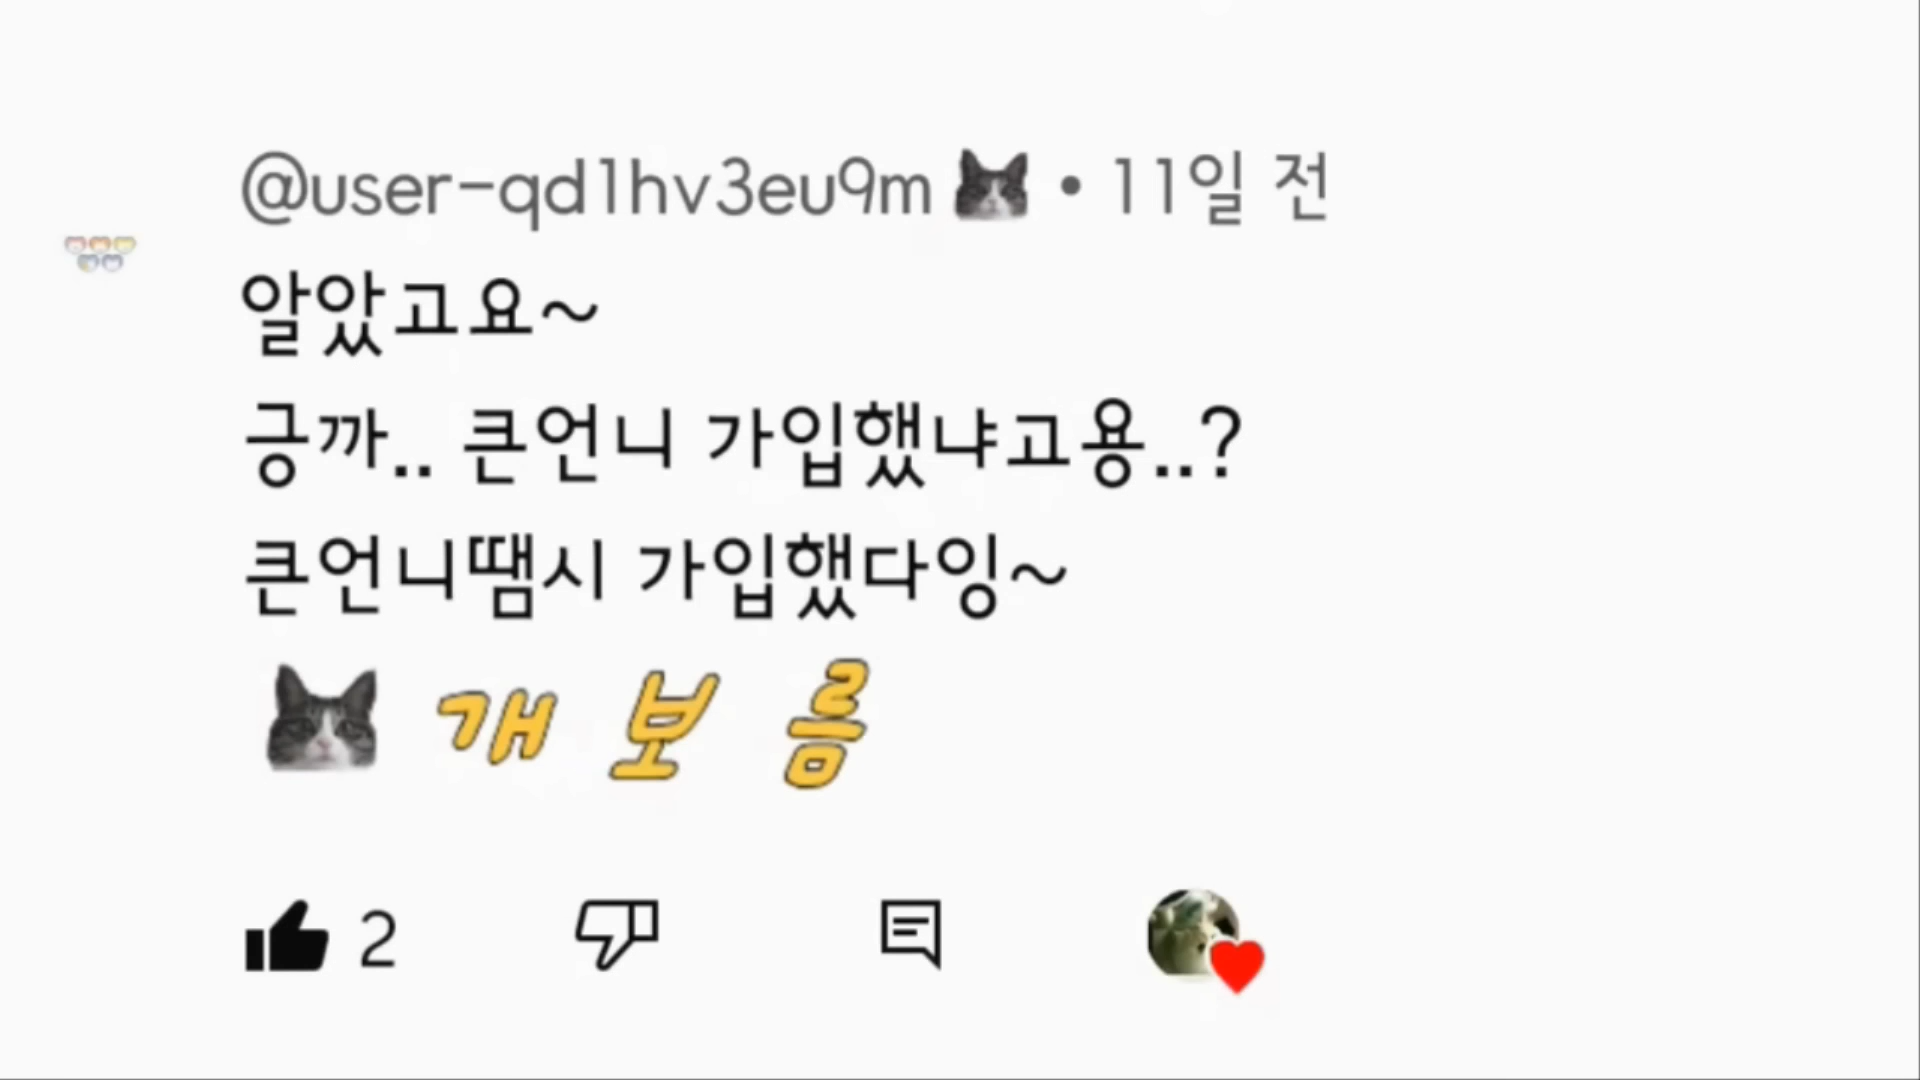 @user-qd1hv3eu9m • 11일 전
알았고요~
긍까.. 큰언니 가입했냐고용..?
큰언니땜시 가입했다잉~
개 보 름
2